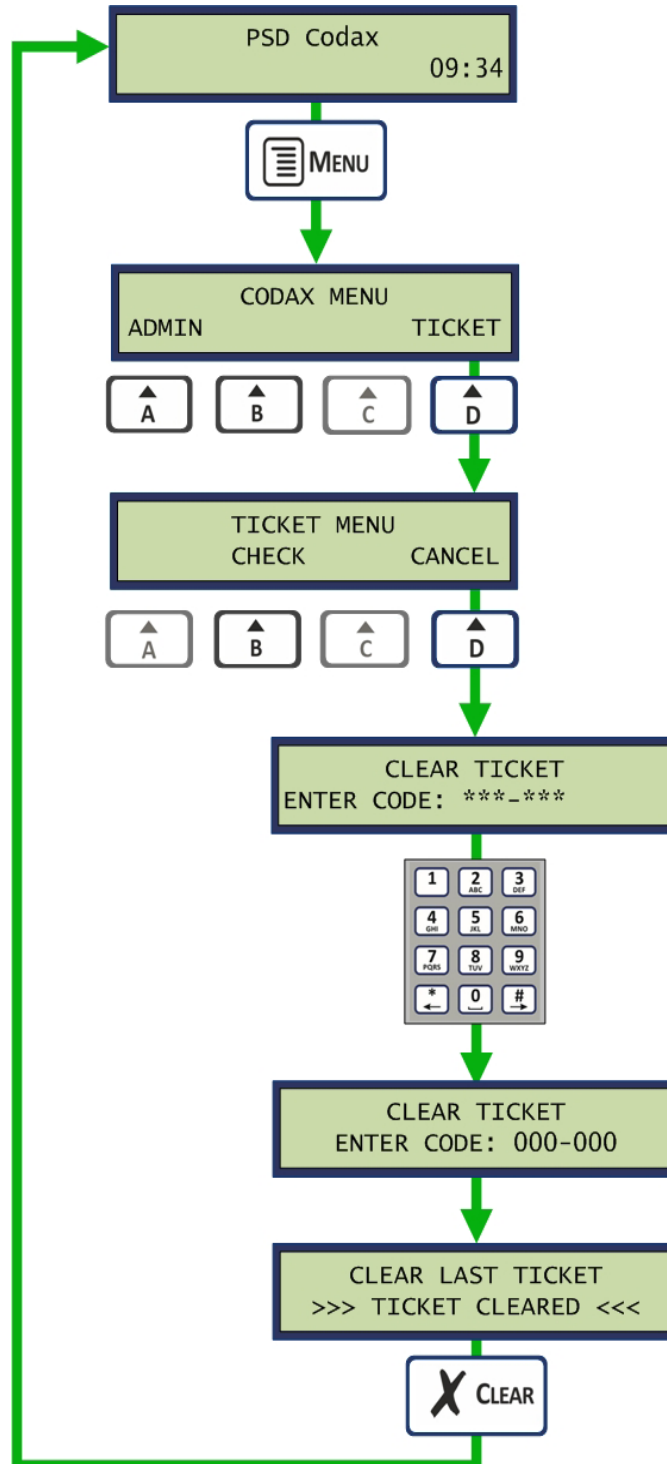 PSD Codax
09:34
MENU
CODAX MENU
ADMIN TICKET
A B C D
TICKET MENU
CHECK CANCEL
A B C D
CLEAR TICKET
ENTER CODE: ***-***
1 2 3
ABC DEF
4 5 6
GHI JKL MNO
7 8 9
PQRS TUV WXYZ
* 0 #
CLEAR TICKET
ENTER CODE: 000-000
CLEAR LAST TICKET
>>> TICKET CLEARED <<<
CLEAR